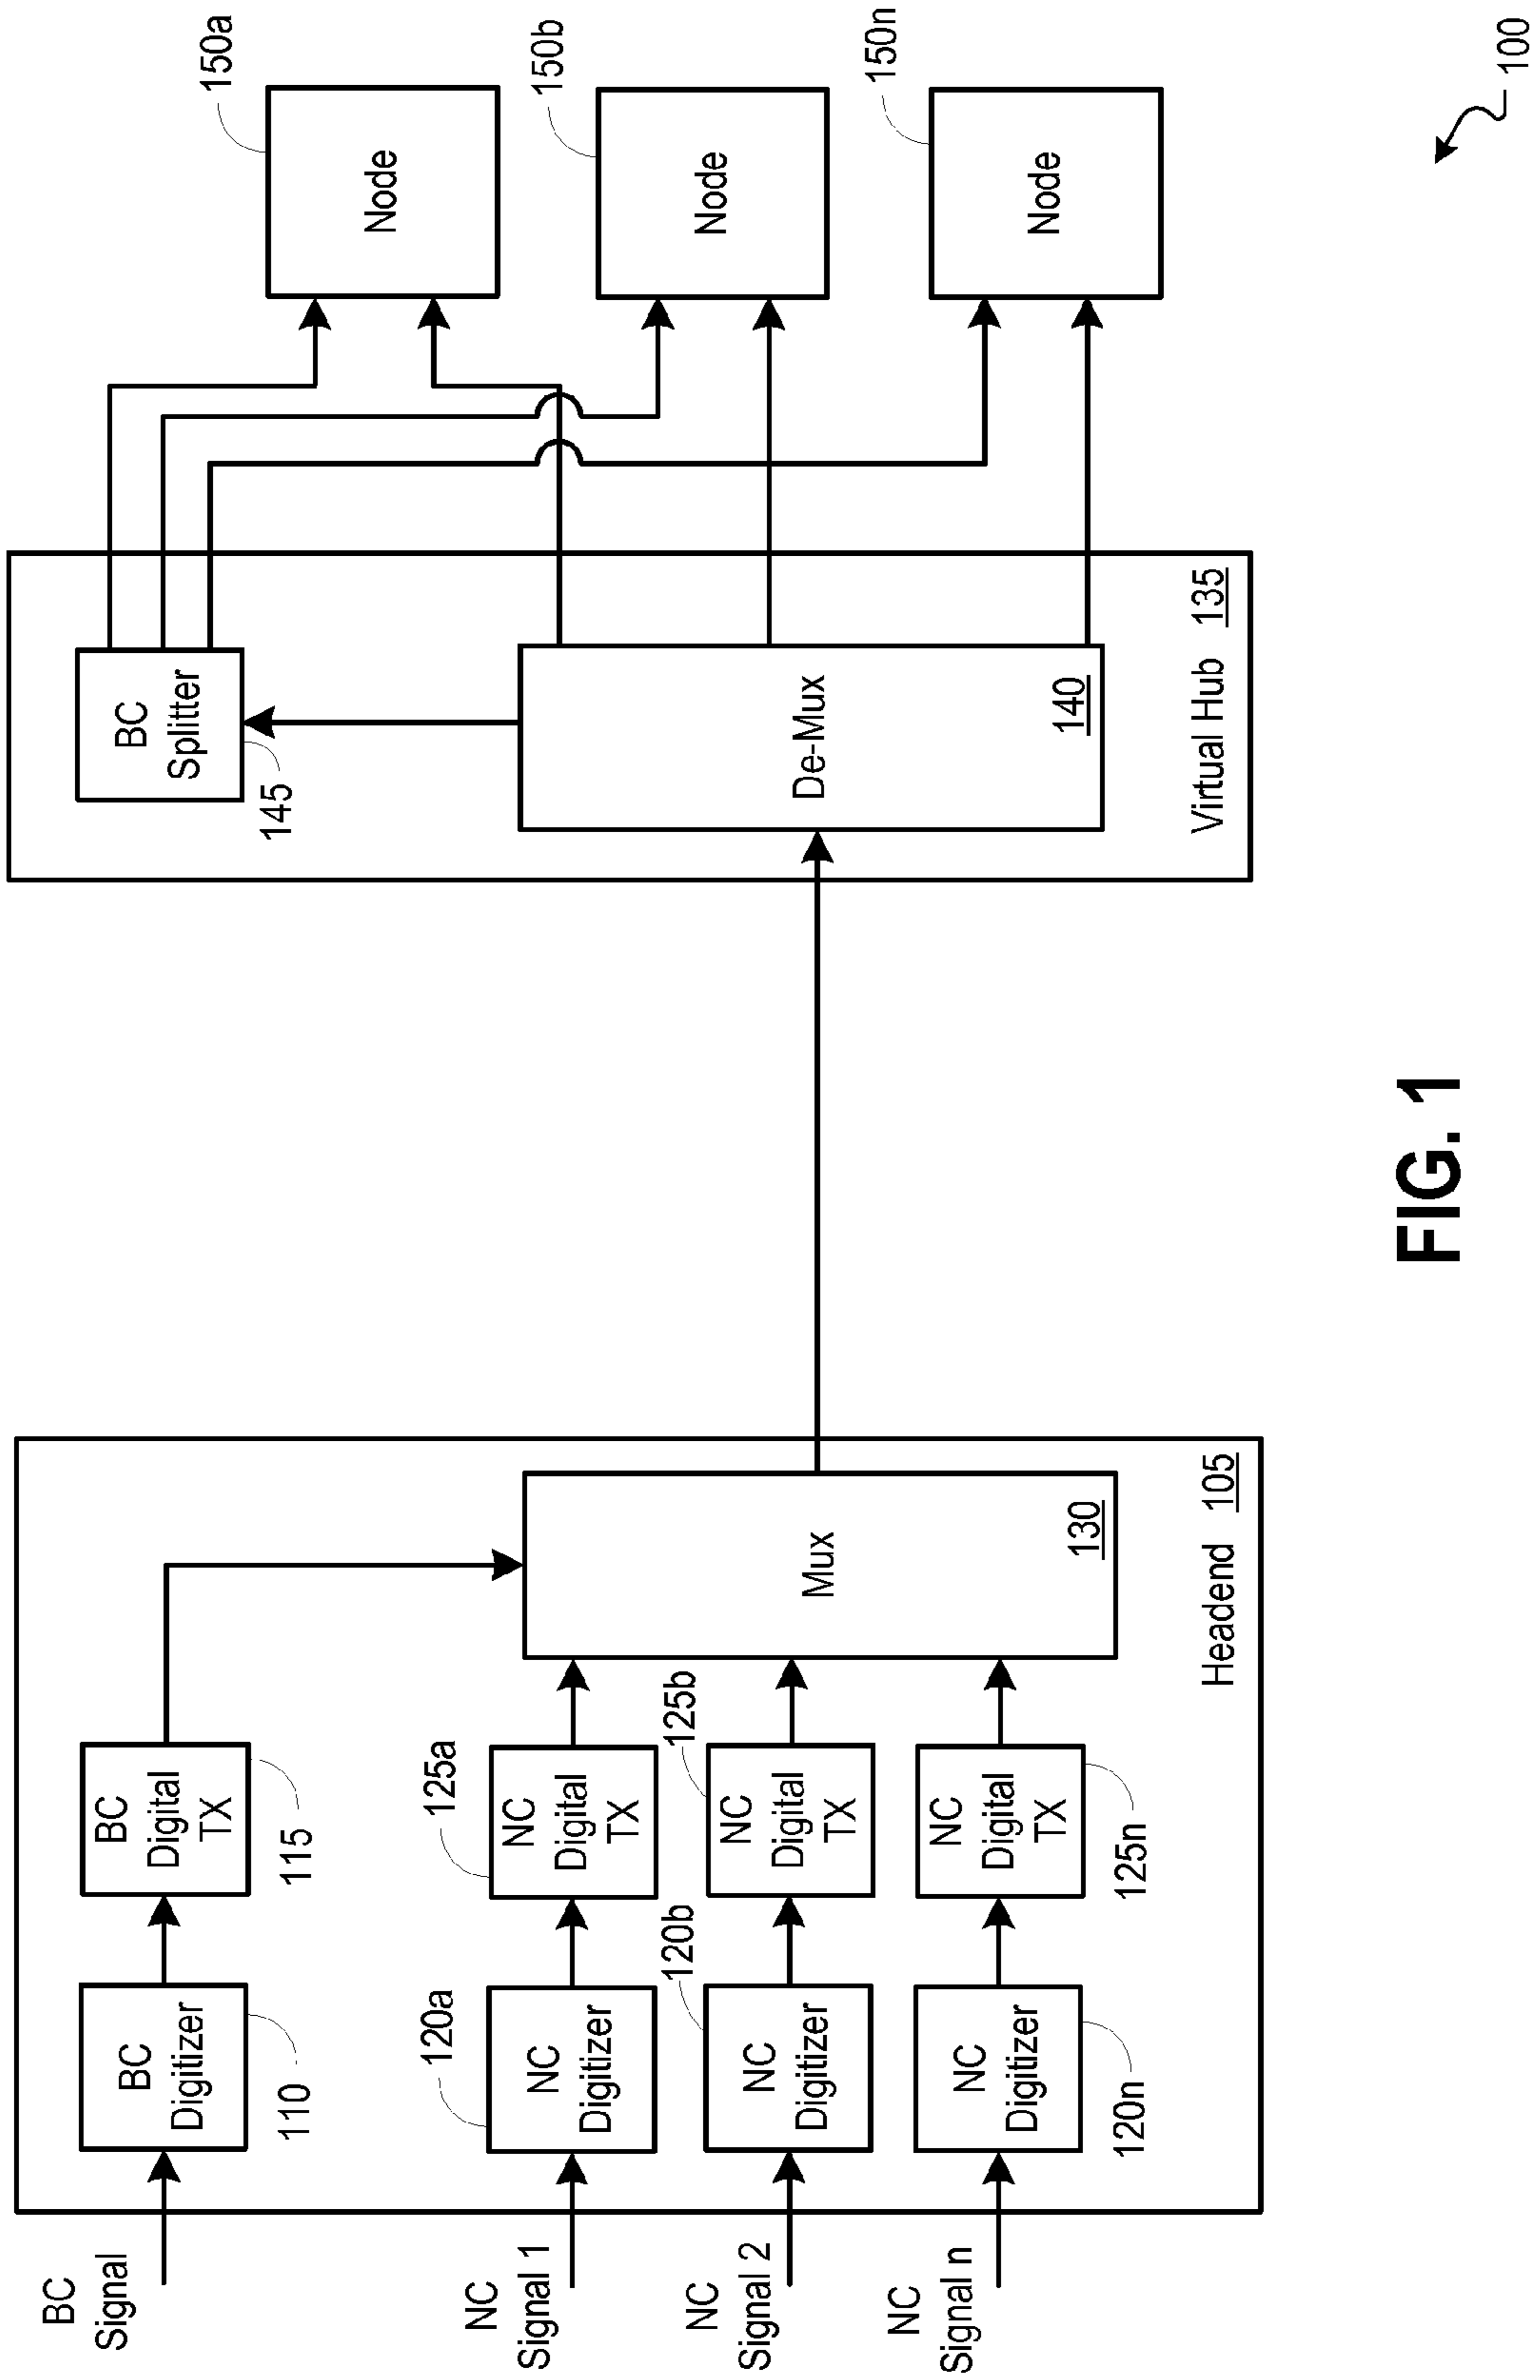 BC
Signal
BC
Digitizer
110
BC
Digital
TX
115
NC
Signal 1
120a
NC
Digitizer
125a
NC
Digital
TX
NC
Signal 2
120b
NC
Digitizer
125b
NC
Digital
TX
NC
Signal n
NC
Digitizer
120n
NC
Digital
TX
125n
Mux
130
Headend 105
BC
Splitter
145
De-Mux
140
Virtual Hub 135
150a
Node
150b
Node
150n
Node
FIG. 1
100